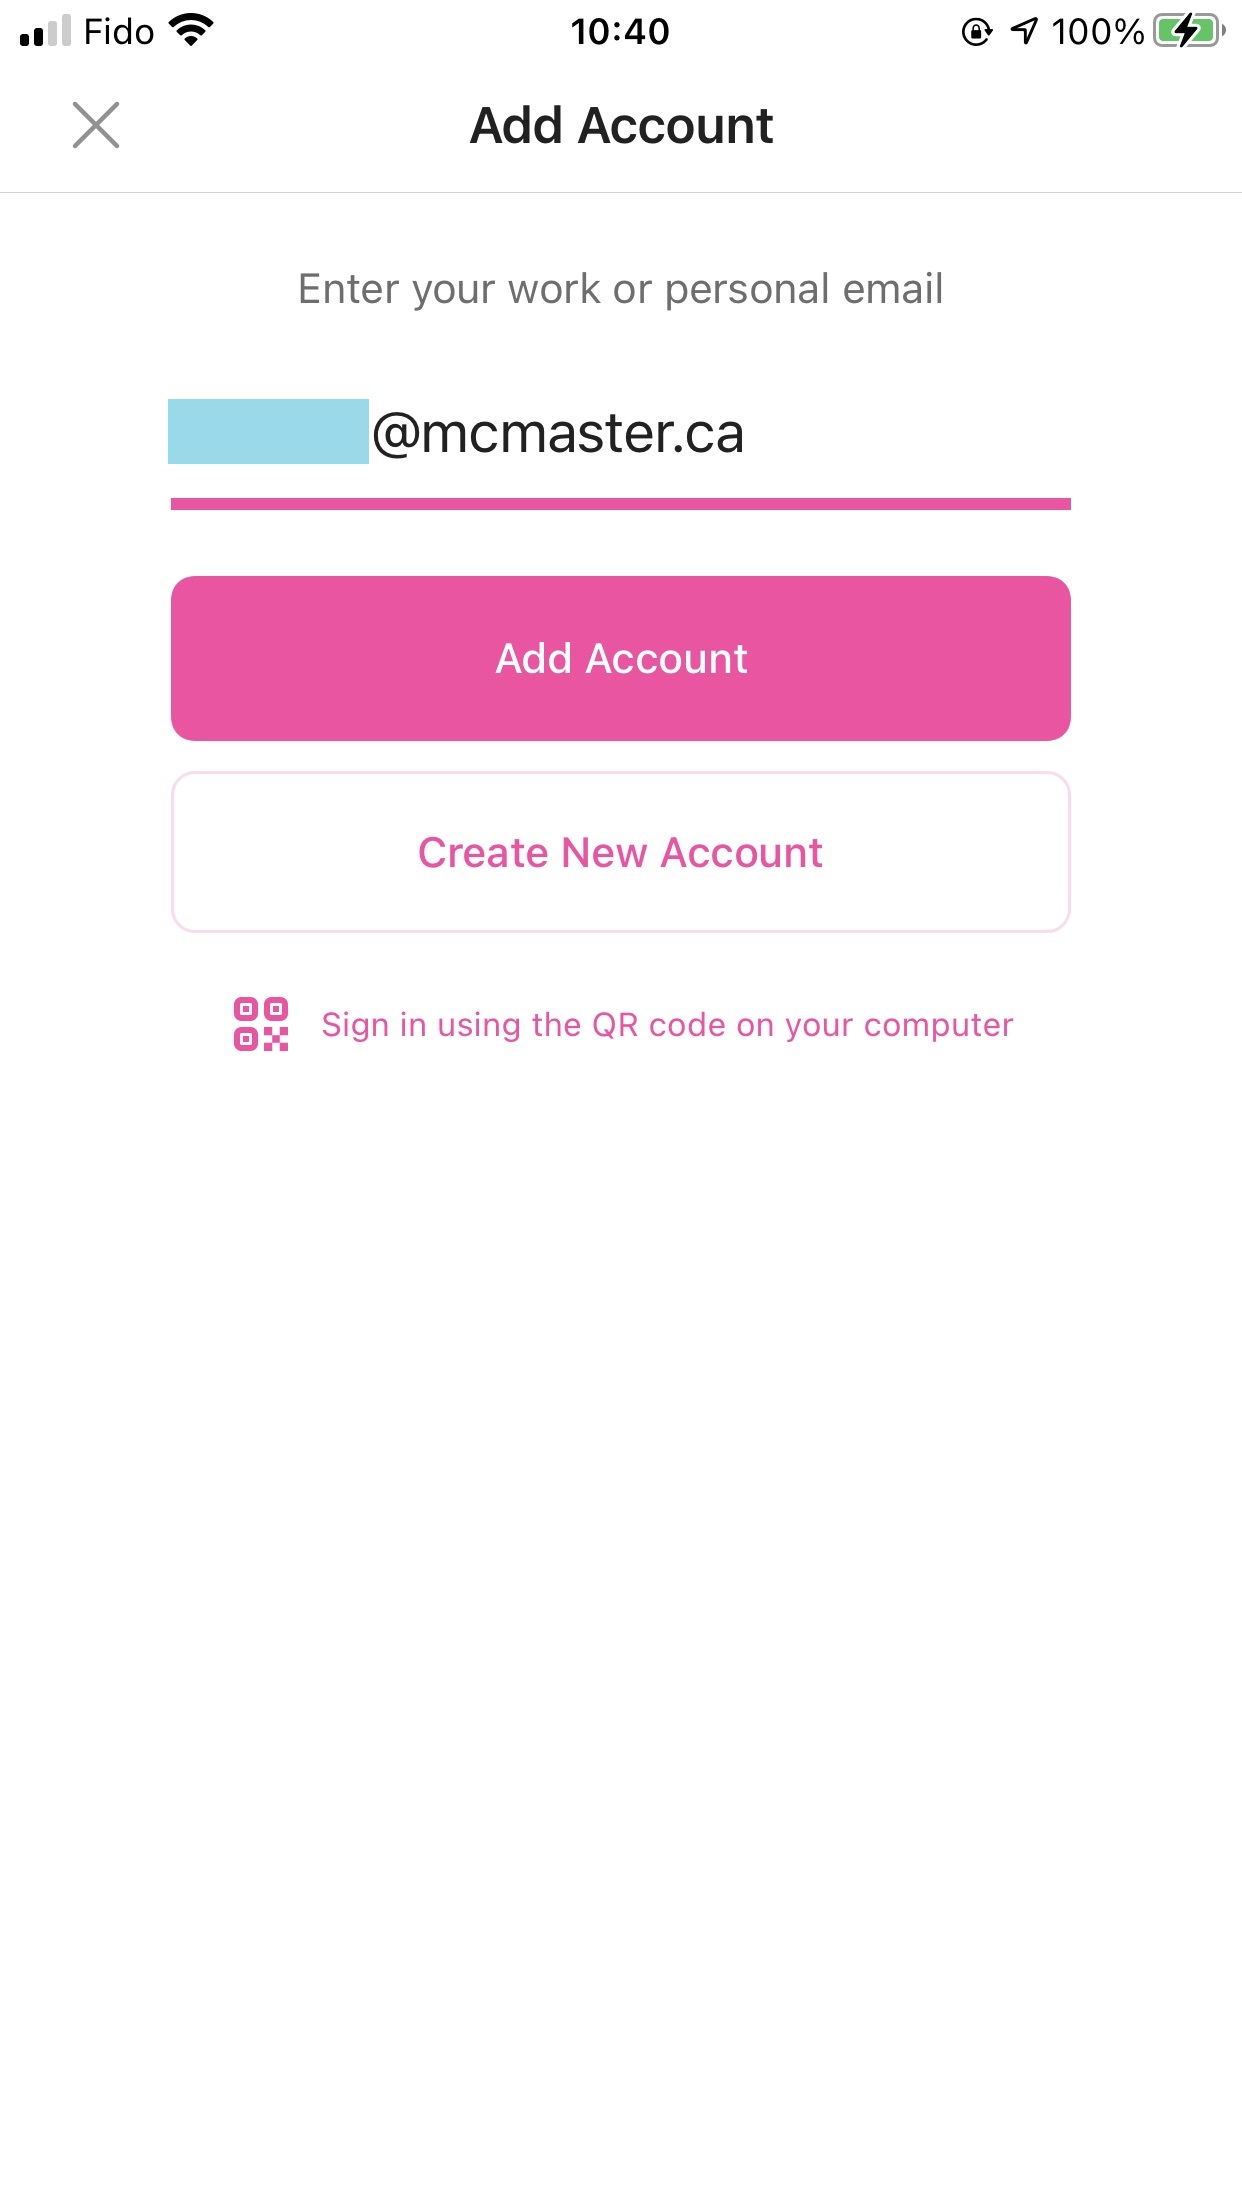 Fido
10:40
100%
Add Account
Enter your work or personal email
@mcmaster.ca
Add Account
Create New Account
Sign in using the QR code on your computer